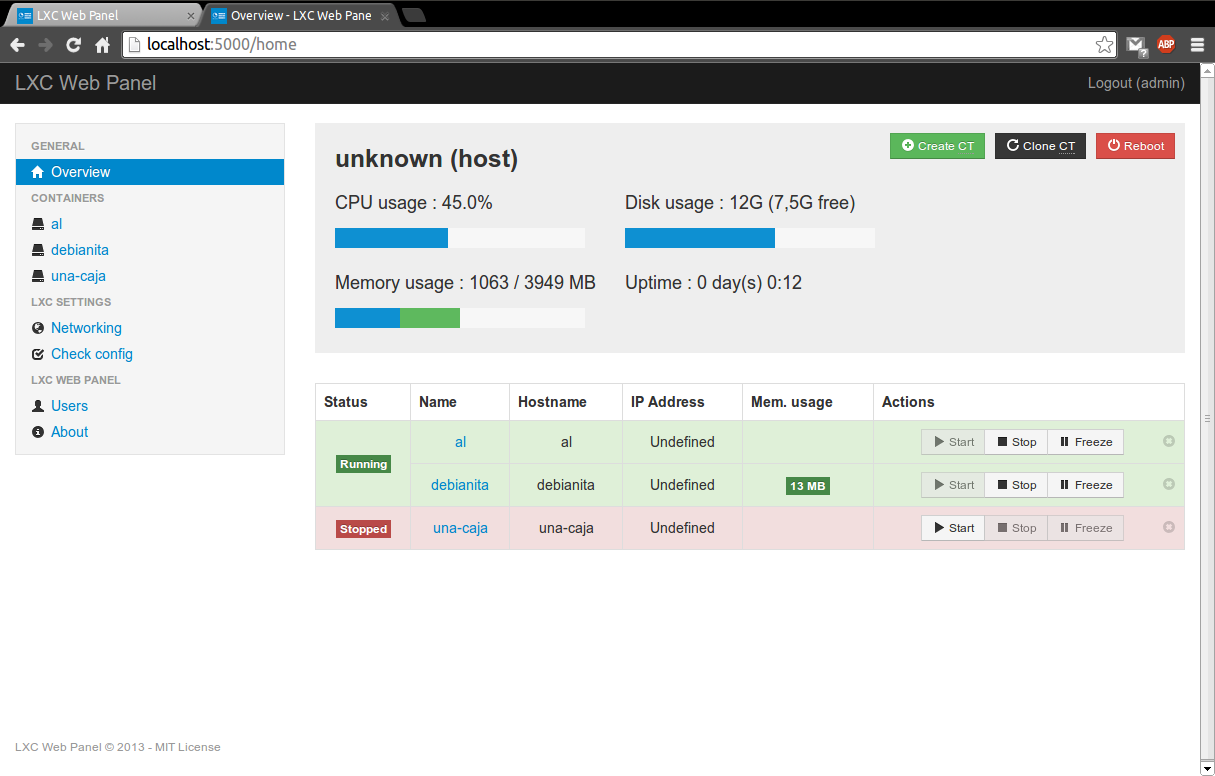 LXC Web Panel
Overview - LXC Web Pane
localhost:5000/home
ABP
LXC Web Panel
Logout (admin)
GENERAL
Overview
CONTAINERS
al
debianita
una-caja
LXC SETTINGS
Networking
Check config
LXC WEB PANEL
Users
About
unknown (host)
Create CT
Clone CT
Reboot
CPU usage : 45.0%
Disk usage : 12G (7,5G free)
Memory usage : 1063 / 3949 MB
Uptime : 0 day(s) 0:12
Status Name Hostname IP Address Mem. usage Actions
Running
al al Undefined Start Stop Freeze
debianita debianita Undefined 13 MB Start Stop Freeze
Stopped una-caja una-caja Undefined Start Stop Freeze
LXC Web Panel © 2013 - MIT License